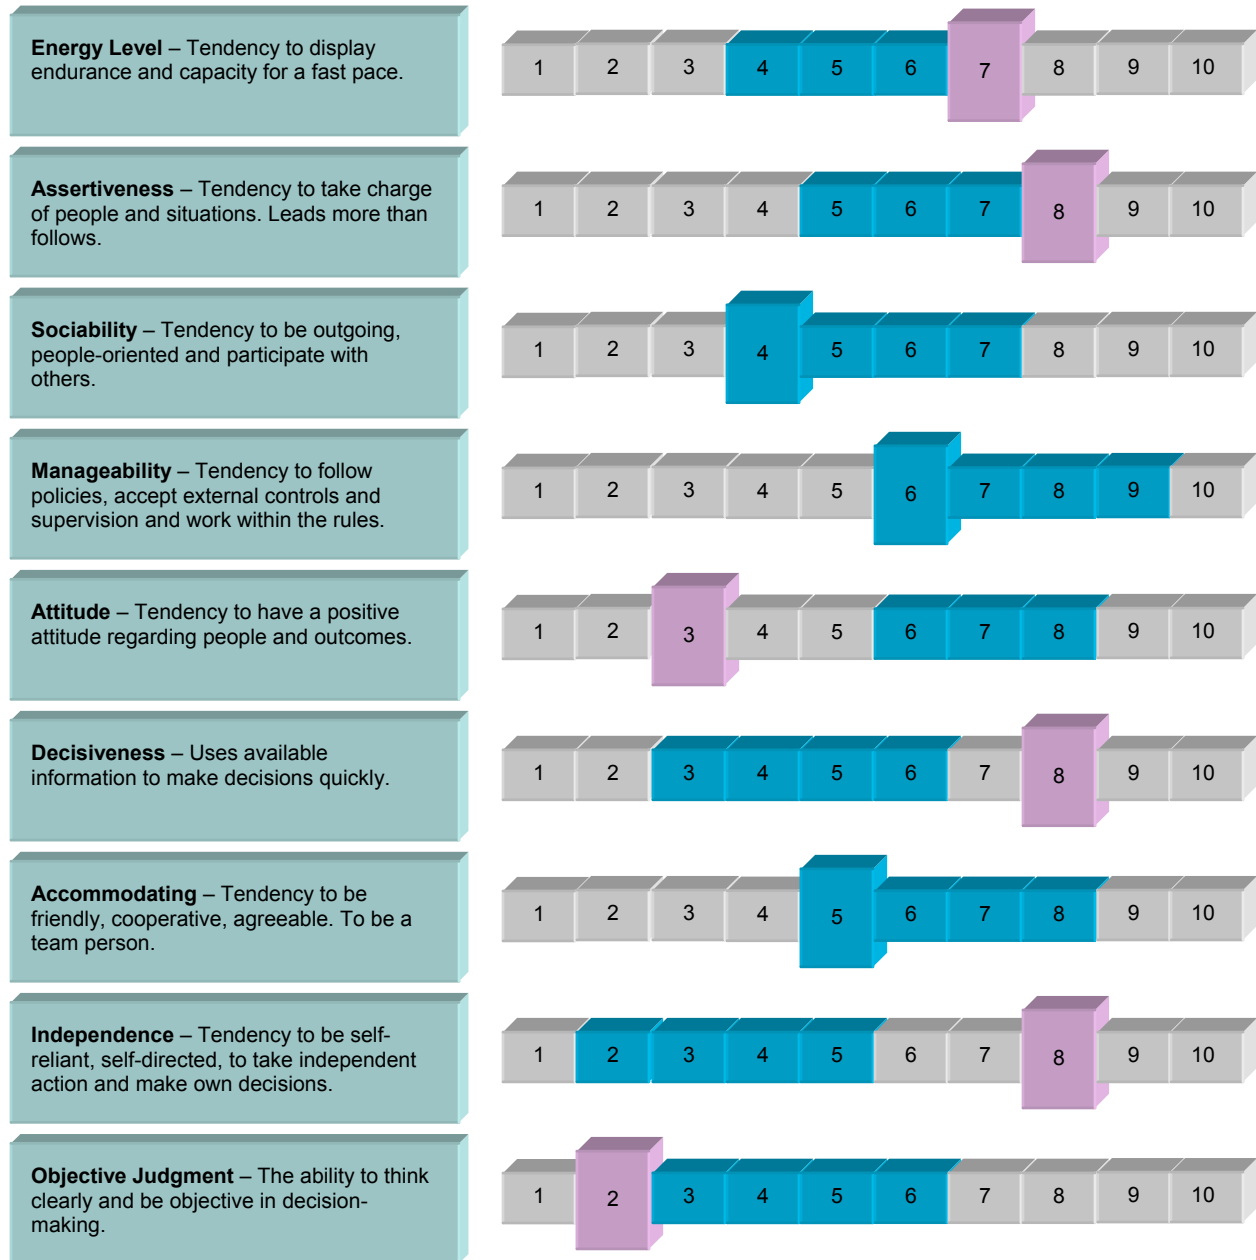 Energy Level – Tendency to display
endurance and capacity for a fast pace.
1 2 3 4 5 6 7 8 9 10
Assertiveness – Tendency to take charge
of people and situations. Leads more than
follows.
1 2 3 4 5 6 7 8 9 10
Sociability – Tendency to be outgoing,
people-oriented and participate with
others.
1 2 3 4 5 6 7 8 9 10
Manageability – Tendency to follow
policies, accept external controls and
supervision and work within the rules.
1 2 3 4 5 6 7 8 9 10
Attitude – Tendency to have a positive
attitude regarding people and outcomes.
1 2 3 4 5 6 7 8 9 10
Decisiveness – Uses available
information to make decisions quickly.
1 2 3 4 5 6 7 8 9 10
Accommodating – Tendency to be
friendly, cooperative, agreeable. To be a
team person.
1 2 3 4 5 6 7 8 9 10
Independence – Tendency to be self-
reliant, self-directed, to take independent
action and make own decisions.
1 2 3 4 5 6 7 8 9 10
Objective Judgment – The ability to think
clearly and be objective in decision-
making.
1 2 3 4 5 6 7 8 9 10